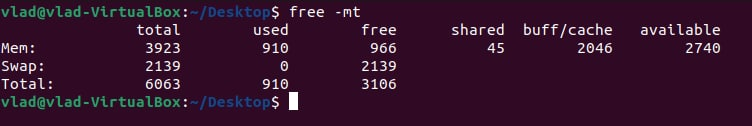 vlad@vlad-VirtualBox:~/Desktop$ free -mt
              total        used        free      shared  buff/cache   available
Mem:           3923         910         966          45        2046        2740
Swap:          2139           0        2139
Total:         6063         910        3106
vlad@vlad-VirtualBox:~/Desktop$